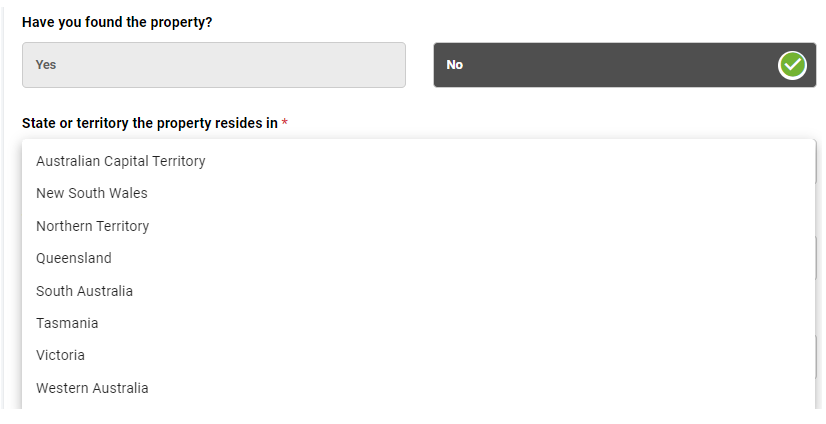 Have you found the property?
Yes
No
State or territory the property resides in *
Australian Capital Territory
New South Wales
Northern Territory
Queensland
South Australia
Tasmania
Victoria
Western Australia